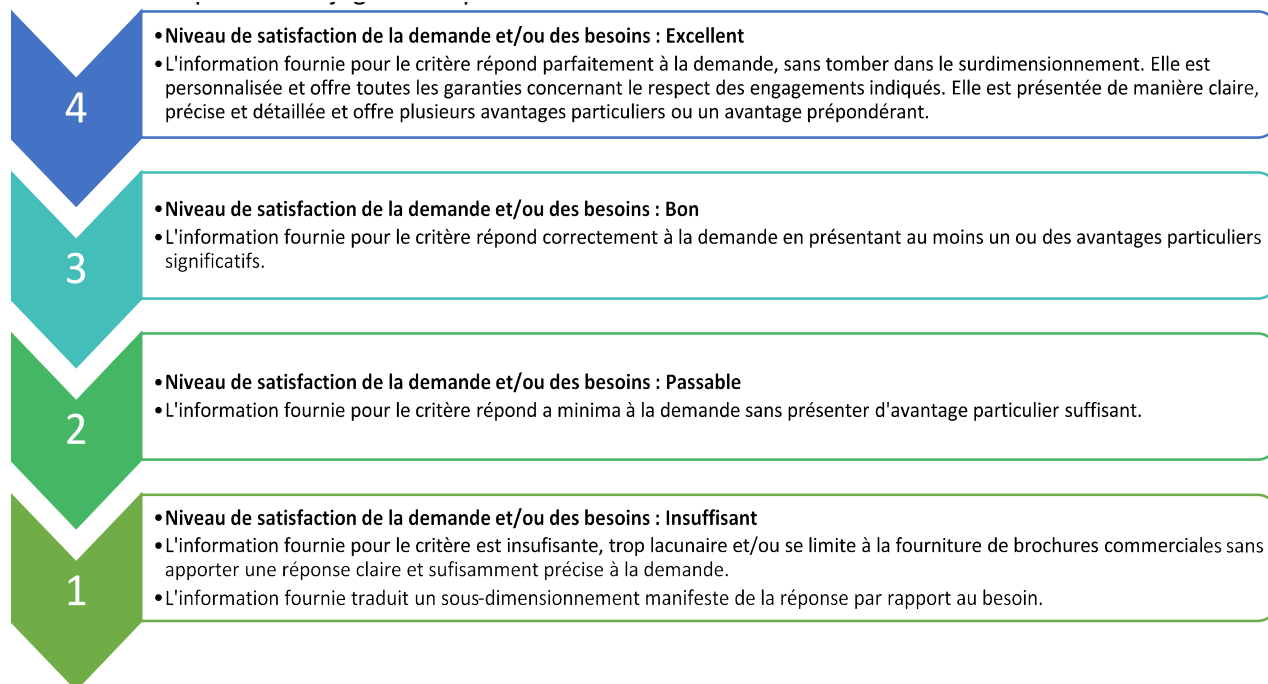 4
•Niveau de satisfaction de la demande et/ou des besoins : Excellent
•L'information fournie pour le critère répond parfaitement à la demande, sans tomber dans le surdimensionnement. Elle est
personnalisée et offre toutes les garanties concernant le respect des engagements indiqués. Elle est présentée de manière claire,
précise et détaillée et offre plusieurs avantages particuliers ou un avantage prépondérant.
3
•Niveau de satisfaction de la demande et/ou des besoins : Bon
•L'information fournie pour le critère répond correctement à la demande en présentant au moins un ou des avantages particuliers
significatifs.
2
•Niveau de satisfaction de la demande et/ou des besoins : Passable
•L'information fournie pour le critère répond a minima à la demande sans présenter d'avantage particulier suffisant.
1
•Niveau de satisfaction de la demande et/ou des besoins : Insuffisant
•L'information fournie pour le critère est insufisante, trop lacunaire et/ou se limite à la fourniture de brochures commerciales sans
apporter une réponse claire et sufisamment précise à la demande.
•L'information fournie traduit un sous-dimensionnement manifeste de la réponse par rapport au besoin.